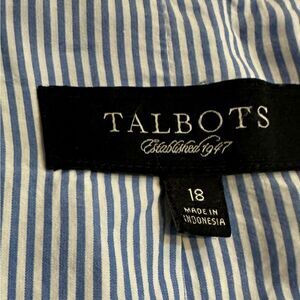 TALBOTS
Established 1947
18
MADE IN
INDONESIA